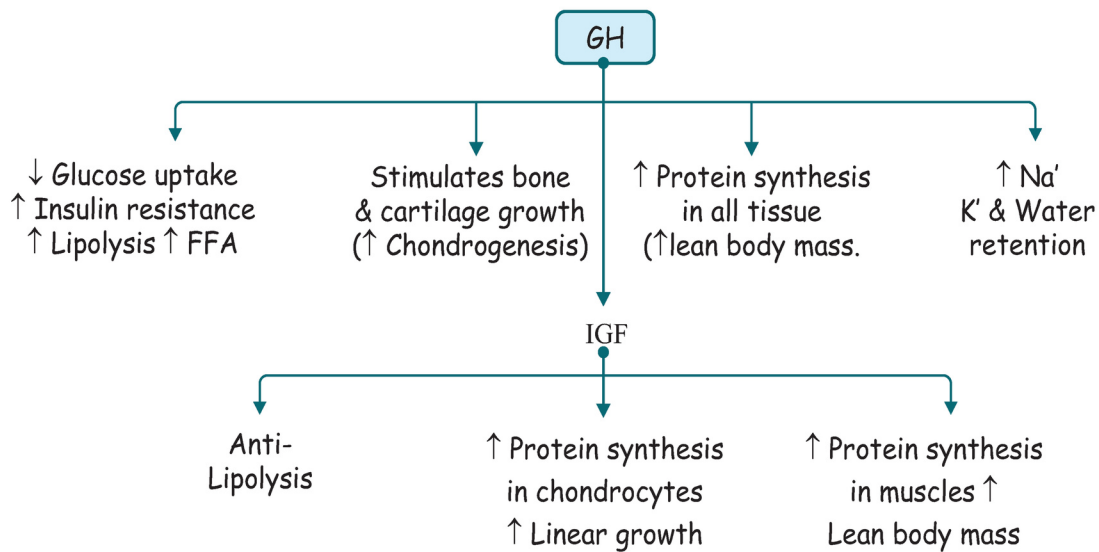 GH
↓ Glucose uptake
↑ Insulin resistance
↑ Lipolysis ↑ FFA
Stimulates bone
& cartilage growth
(↑ Chondrogenesis)
↑ Protein synthesis
in all tissue
(↑lean body mass.
↑ Na'
K' & Water
retention
IGF
Anti-
Lipolysis
↑ Protein synthesis
in chondrocytes
↑ Linear growth
↑ Protein synthesis
in muscles ↑
Lean body mass